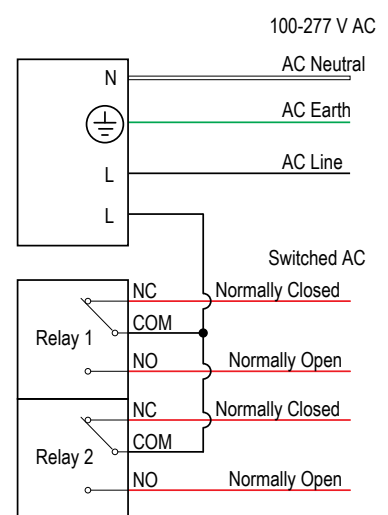 100-277 V AC
N AC Neutral
AC Earth
L AC Line
L
Switched AC
NC Normally Closed
Relay 1 COM
NO Normally Open
NC Normally Closed
Relay 2 COM
NO Normally Open